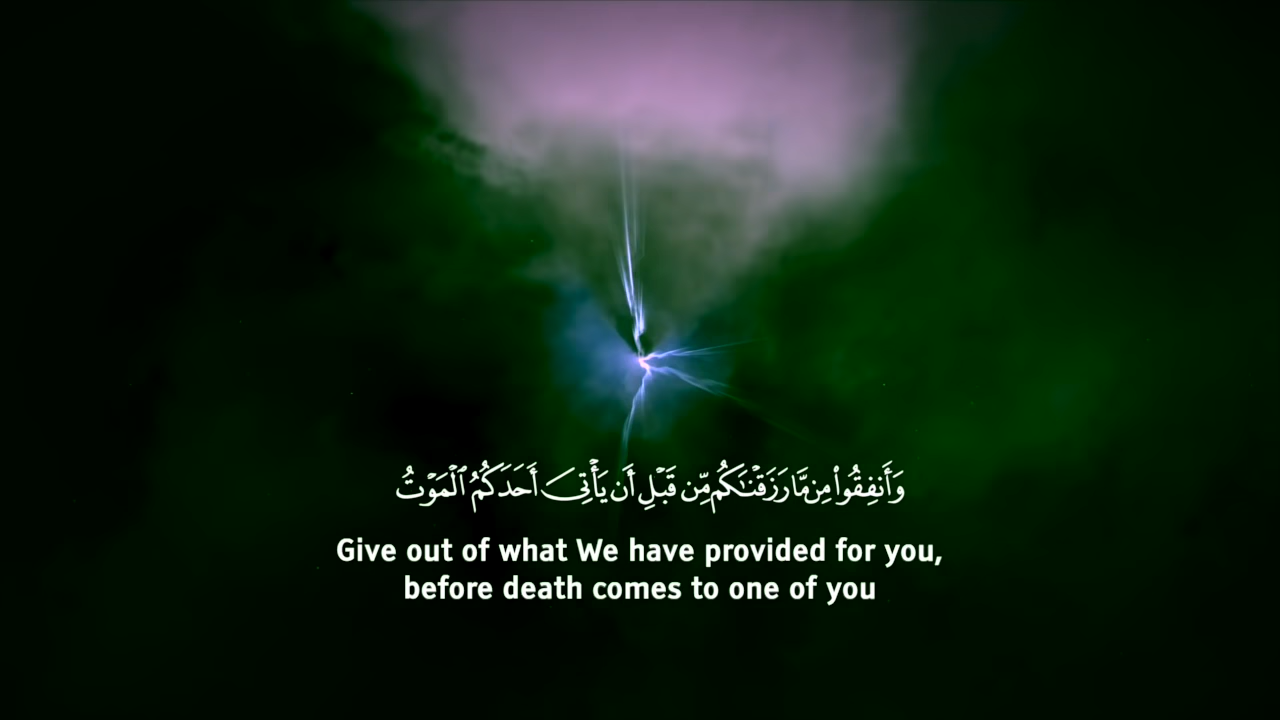 وَأَنفِقُوا۟ مِن مَّا رَزَقْنَـٰكُم مِّن قَبْلِ أَن يَأْتِىَ أَحَدَكُمُ ٱلْمَوْتُ
Give out of what We have provided for you,
before death comes to one of you